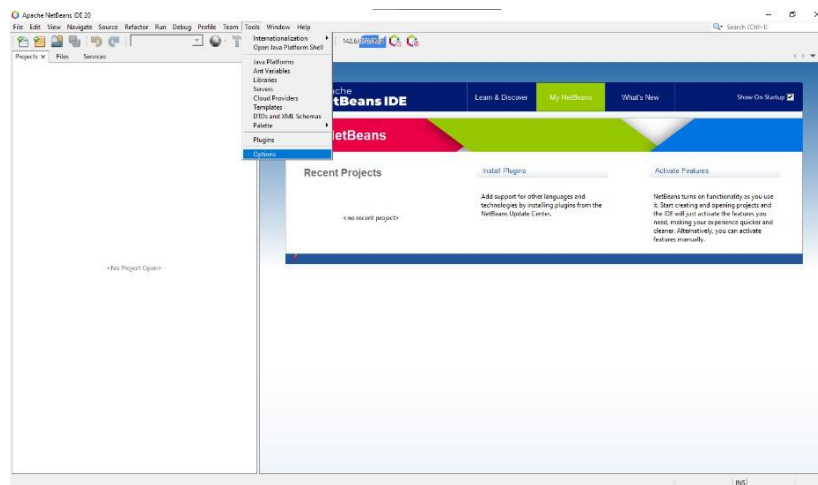 Apache NetBeans IDE 20
File Edit View Navigate Source Refactor Run Debug Profile Team Tools Window Help
Search (Ctrl+I)
Projects Files Services
Internationalization
Open Java Platform Shell
Java Platforms
Ant Variables
Libraries
Servers
Cloud Providers
Templates
DTDs and XML Schemas
Palette
Plugins
Options
che
tBeans IDE
Learn & Discover My NetBeans What's New Show On Startup
etBeans
Recent Projects
<no recent project>
Install Plugins
Add support for other languages and
technologies by installing plugins from the
NetBeans Update Center.
Activate Features
NetBeans turns on functionality as you use
it. Start creating and opening projects and
the IDE will just activate the features you
need, making your experience quicker and
cleaner. Alternatively, you can activate
features manually.
<No Project Open>
INS